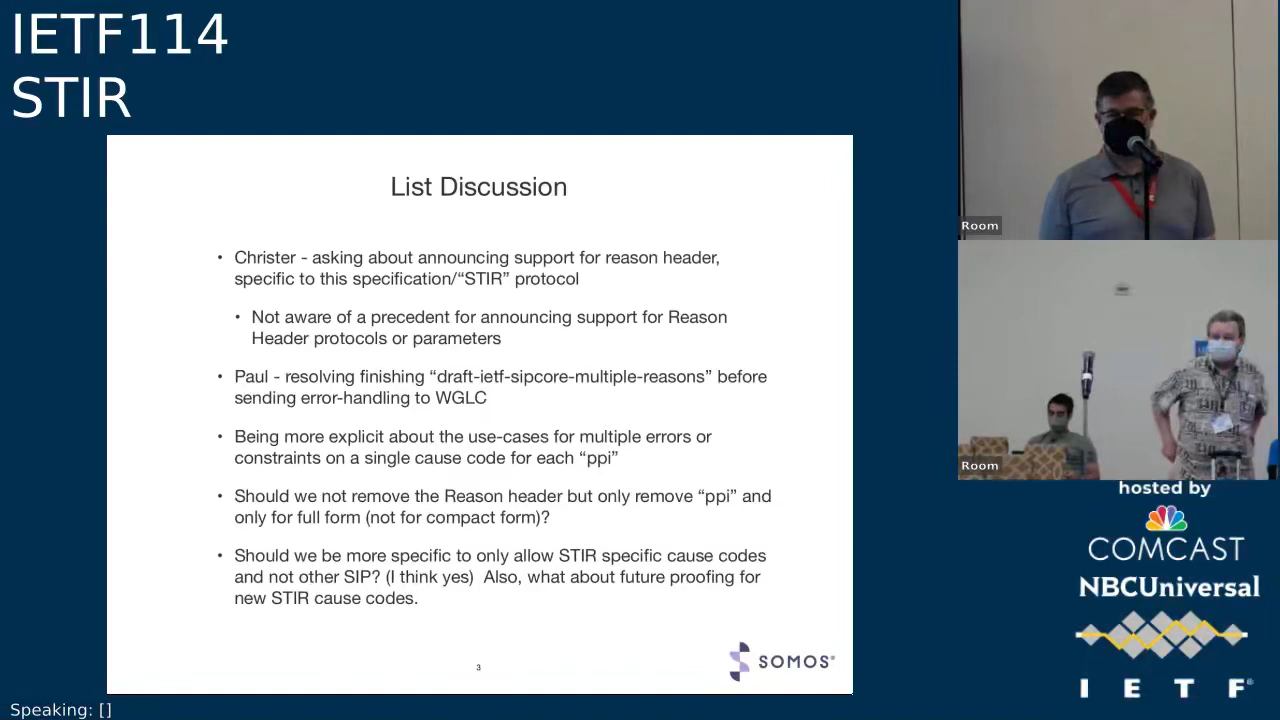 IETF114
STIR
List Discussion
• Christer - asking about announcing support for reason header,
specific to this specification/“STIR” protocol
• Not aware of a precedent for announcing support for Reason
Header protocols or parameters
• Paul - resolving finishing “draft-ietf-sipcore-multiple-reasons” before
sending error-handling to WGLC
• Being more explicit about the use-cases for multiple errors or
constraints on a single cause code for each “ppi”
• Should we not remove the Reason header but only remove “ppi” and
only for full form (not for compact form)?
• Should we be more specific to only allow STIR specific cause codes
and not other SIP? (I think yes)  Also, what about future proofing for
new STIR cause codes.
3
SOMOS®
Room
Room
hosted by
COMCAST
NBCUniversal
I E T F®
Speaking: []